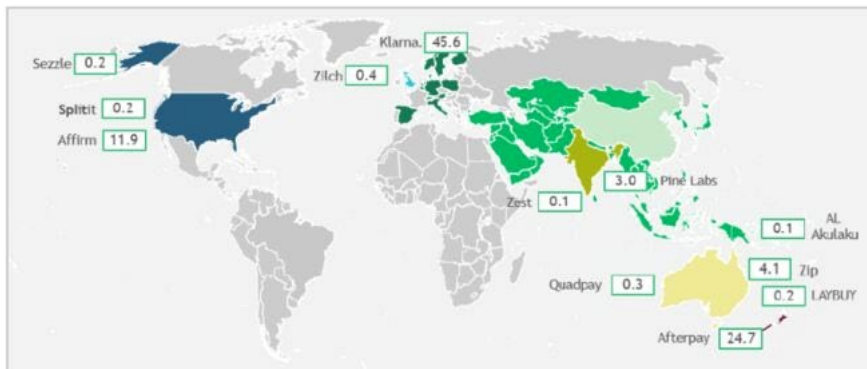 Klarna. 45.6
Sezzle 0.2
Zilch 0.4
Splitit 0.2
Affirm 11.9
3.0 Pine Labs
Zest 0.1
0.1 AL
Akulaku
4.1 Zip
Quadpay 0.3
0.2 LAYBUY
Afterpay 24.7